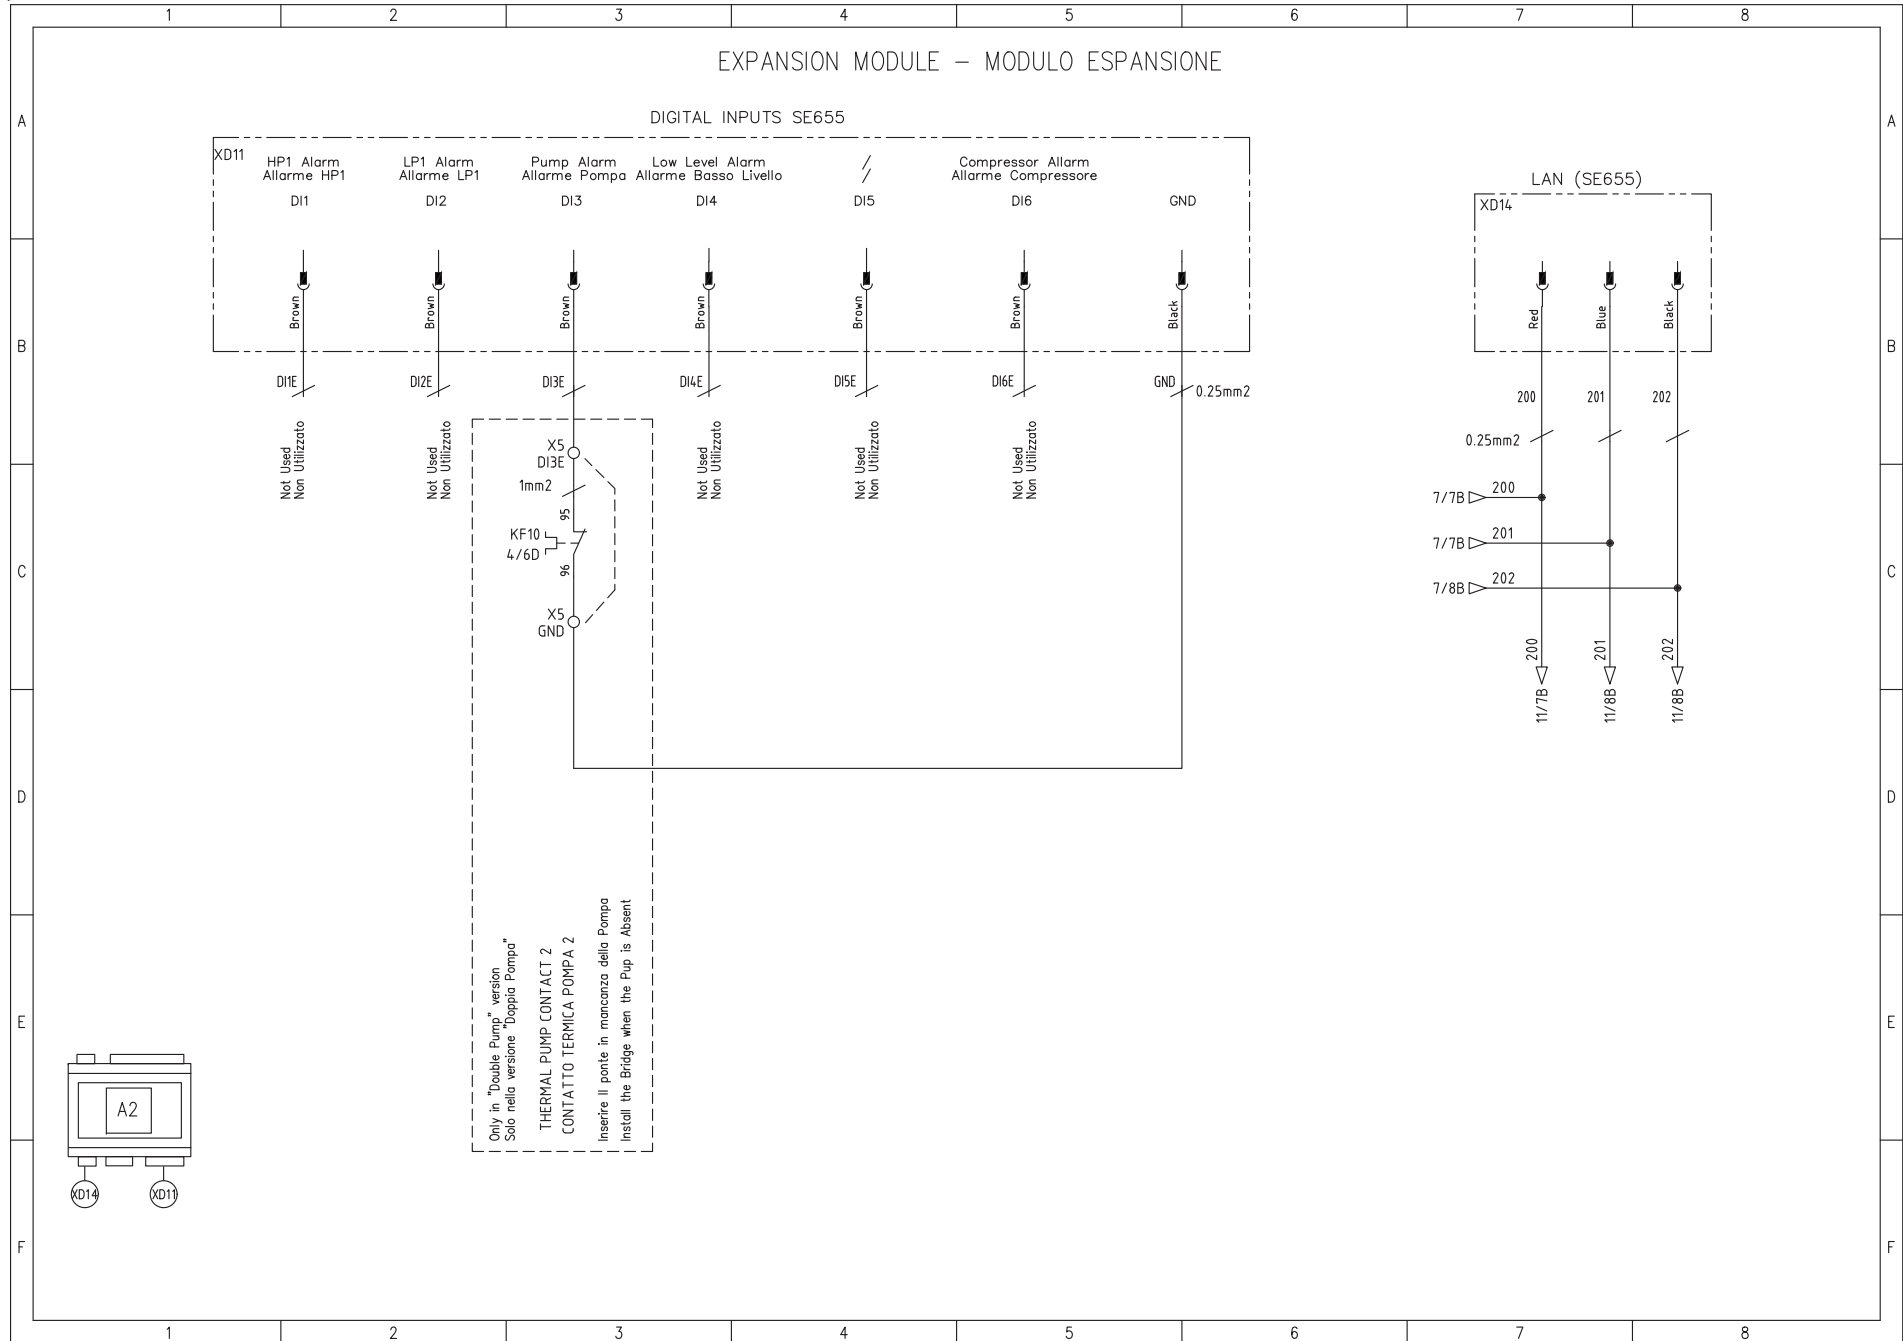 1 2 3 4 5 6 7 8
EXPANSION MODULE – MODULO ESPANSIONE
A A
DIGITAL INPUTS SE655
XD11
HP1 Alarm
Allarme HP1
DI1
LP1 Alarm
Allarme LP1
DI2
Pump Alarm
Allarme Pompa
DI3
Low Level Alarm
Allarme Basso Livello
DI4
/
/
DI5
Compressor Allarm
Allarme Compressore
DI6
GND
LAN (SE655)
XD14
Brown Brown Brown Brown Brown Brown Black
Red Blue Black
B B
DI1E DI2E DI3E DI4E DI5E DI6E GND 0.25mm2
200 201 202
0.25mm2
Not Used
Non Utilizzato
Not Used
Non Utilizzato
Not Used
Non Utilizzato
Not Used
Non Utilizzato
Not Used
Non Utilizzato
X5
DI3E
1mm2
95
KF10
4/6D
96
X5
GND
7/7B 200
7/7B 201
7/8B 202
C C
200 201 202
11/7B 11/8B 11/8B
D D
Only in "Double Pump" version
Solo nella versione "Doppia Pompa"
THERMAL PUMP CONTACT 2
CONTATTO TERMICA POMPA 2
Inserire Il ponte in mancanza della Pompa
Install the Bridge when the Pup is Absent
E E
A2
XD14 XD11
F F
1 2 3 4 5 6 7 8